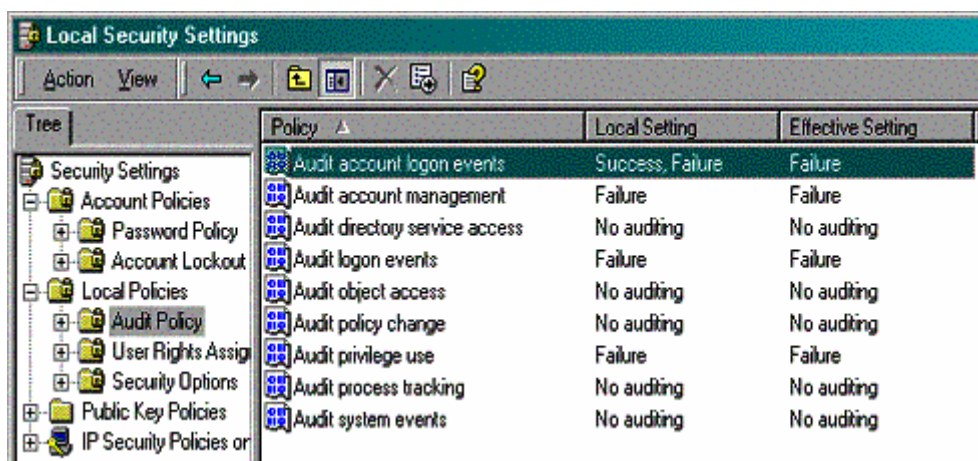 Local Security Settings
Action View
Tree
Policy Local Setting Effective Setting
Security Settings
Account Policies
Password Policy
Account Lockout
Local Policies
Audit Policy
User Rights Assig
Security Options
Public Key Policies
IP Security Policies or
Audit account logon events Success, Failure Failure
Audit account management Failure Failure
Audit directory service access No auditing No auditing
Audit logon events Failure Failure
Audit object access No auditing No auditing
Audit policy change No auditing No auditing
Audit privilege use Failure Failure
Audit process tracking No auditing No auditing
Audit system events No auditing No auditing